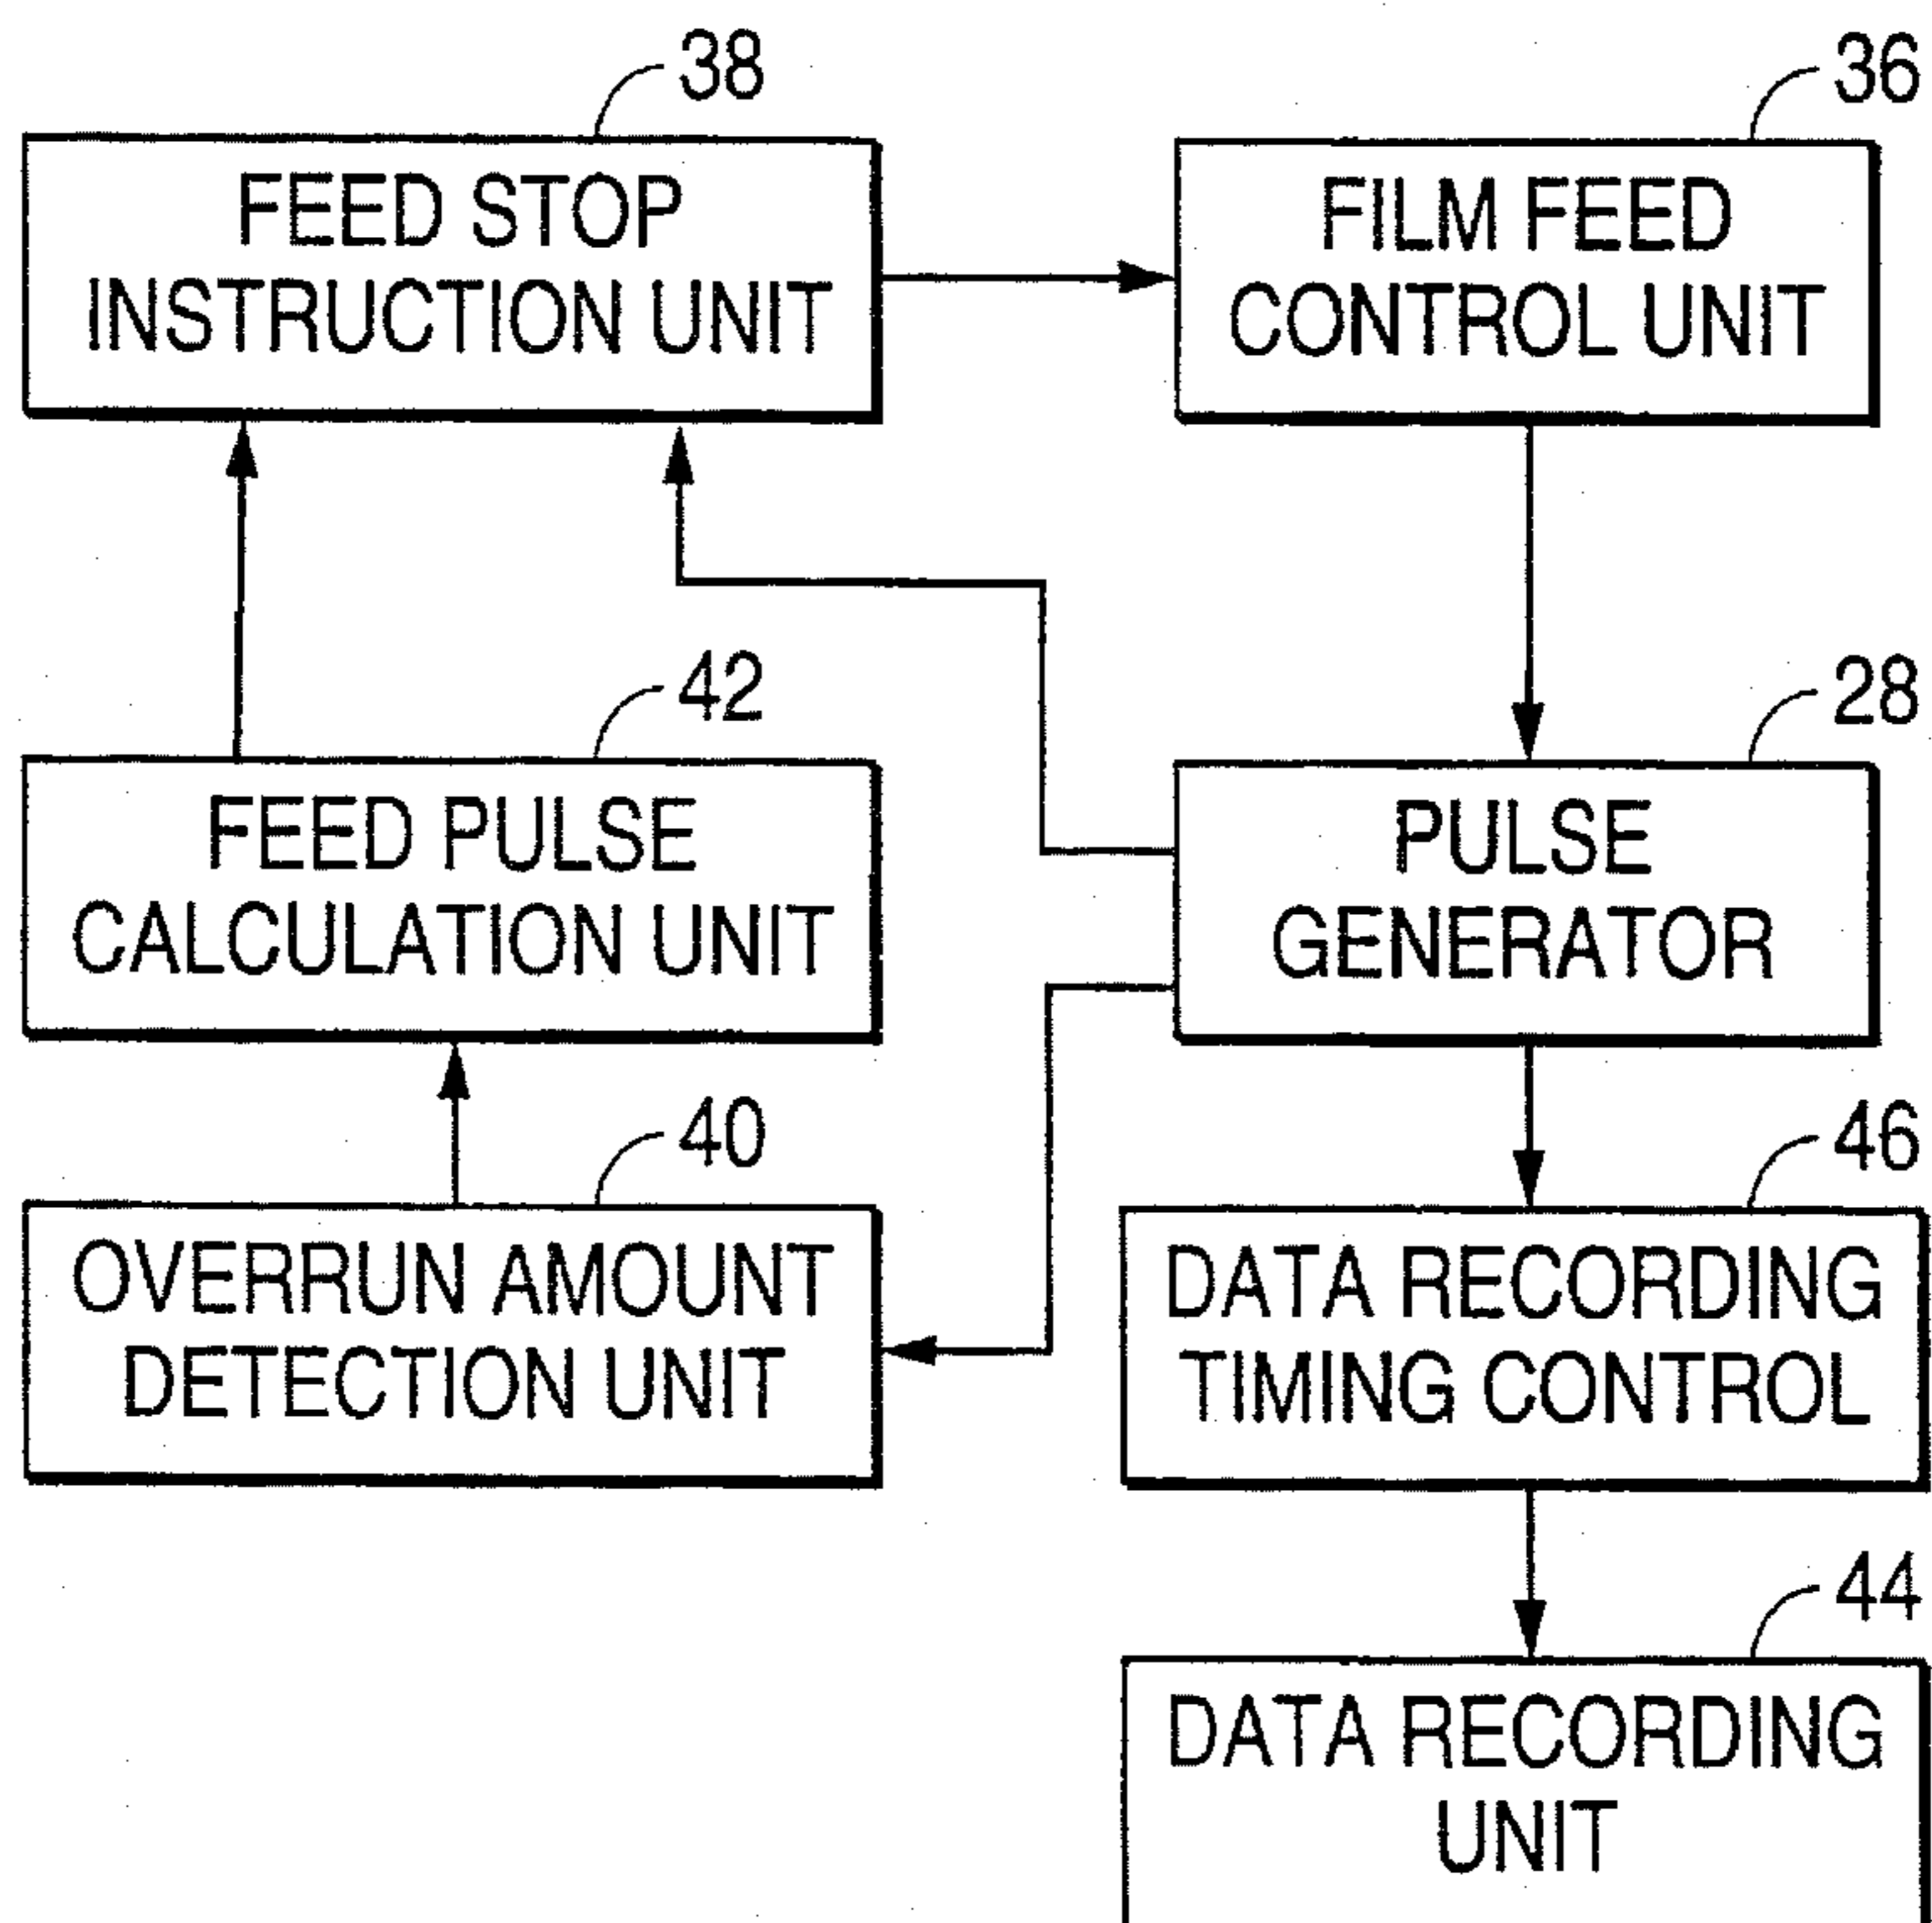 38
FEED STOP
INSTRUCTION UNIT
36
FILM FEED
CONTROL UNIT
42
FEED PULSE
CALCULATION UNIT
28
PULSE
GENERATOR
40
OVERRUN AMOUNT
DETECTION UNIT
46
DATA RECORDING
TIMING CONTROL
44
DATA RECORDING
UNIT